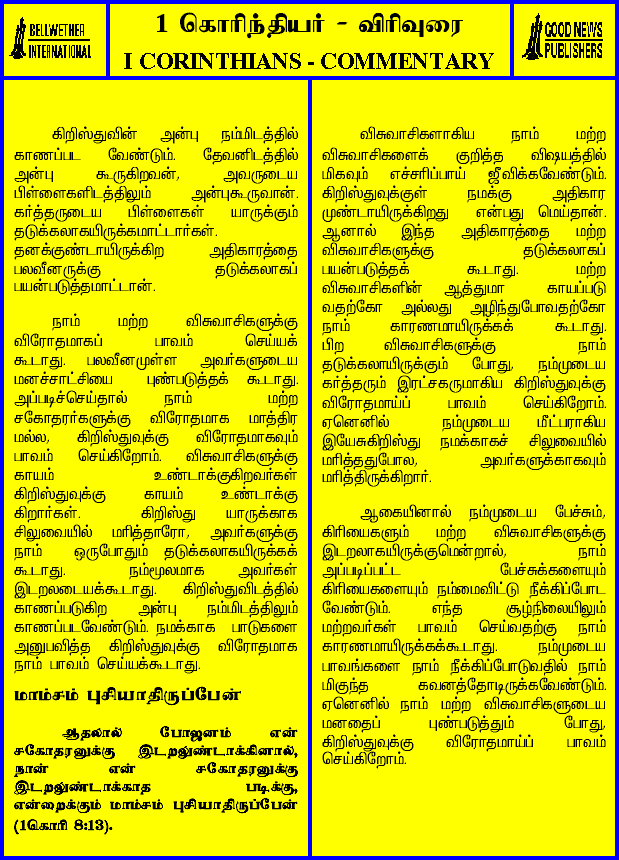 BELLWETHER
INTERNATIONAL
1 கொரிந்தியர் - விரிவுரை
I CORINTHIANS - COMMENTARY
GOOD NEWS
PUBLISHERS
கிறிஸ்துவின் அன்பு நம்மிடத்தில்
காணப்பட வேண்டும். தேவனிடத்தில்
அன்பு கூருகிறவன், அவருடைய
பிள்ளைகளிடத்திலும் அன்புகூருவான்.
கர்த்தருடைய பிள்ளைகள் யாருக்கும்
தடுக்கலாகயிருக்கமாட்டார்கள்.
தனக்குண்டாயிருக்கிற அதிகாரத்தை
பலவீனருக்கு தடுக்கலாகப்
பயன்படுத்தமாட்டான்.
நாம் மற்ற விசுவாசிகளுக்கு
விரோதமாகப் பாவம் செய்யக்
கூடாது. பலவீனமுள்ள அவர்களுடைய
மனச்சாட்சியை புண்படுத்தக் கூடாது.
அப்படிச்செய்தால் நாம் மற்ற
சகோதரர்களுக்கு விரோதமாக மாத்திர
மல்ல, கிறிஸ்துவுக்கு விரோதமாகவும்
பாவம் செய்கிறோம். விசுவாசிகளுக்கு
காயம் உண்டாக்குகிறவர்கள்
கிறிஸ்துவுக்கு காயம் உண்டாக்கு
கிறார்கள். கிறிஸ்து யாருக்காக
சிலுவையில் மரித்தாரோ, அவர்களுக்கு
நாம் ஒருபோதும் தடுக்கலாகயிருக்கக்
கூடாது. நம்மூலமாக அவர்கள்
இடறலடையக்கூடாது. கிறிஸ்துவிடத்தில்
காணப்படுகிற அன்பு நம்மிடத்திலும்
காணப்படவேண்டும். நமக்காக பாடுகளை
அனுபவித்த கிறிஸ்துவுக்கு விரோதமாக
நாம் பாவம் செய்யக்கூடாது.
மாம்சம் புசியாதிருப்பேன்
ஆதலால் போஜனம் என்
சகோதரனுக்கு இடறலுண்டாக்கினால்,
நான் என் சகோதரனுக்கு
இடறலுண்டாக்காத படிக்கு,
என்றைக்கும் மாம்சம் புசியாதிருப்பேன்
(1கொரி 8:13).
விசுவாசிகளாகிய நாம் மற்ற
விசுவாசிகளைக் குறித்த விஷயத்தில்
மிகவும் எச்சரிப்பாய் ஜீவிக்கவேண்டும்.
கிறிஸ்துவுக்குள் நமக்கு அதிகார
முண்டாயிருக்கிறது என்பது மெய்தான்.
ஆனால் இந்த அதிகாரத்தை மற்ற
விசுவாசிகளுக்கு தடுக்கலாகப்
பயன்படுத்தக் கூடாது. மற்ற
விசுவாசிகளின் ஆத்துமா காயப்படு
வதற்கோ அல்லது அழிந்துபோவதற்கோ
நாம் காரணமாயிருக்கக் கூடாது.
பிற விசுவாசிகளுக்கு நாம்
தடுக்கலாயிருக்கும் போது, நம்முடைய
கர்த்தரும் இரட்சகருமாகிய கிறிஸ்துவுக்கு
விரோதமாய்ப் பாவம் செய்கிறோம்.
ஏனெனில் நம்முடைய மீட்பராகிய
இயேசுகிறிஸ்து நமக்காகச் சிலுவையில்
மரித்ததுபோல, அவர்களுக்காகவும்
மரித்திருக்கிறார்.
ஆகையினால் நம்முடைய பேச்சும்,
கிரியைகளும் மற்ற விசுவாசிகளுக்கு
இடறலாகயிருக்குமென்றால், நாம்
அப்படிப்பட்ட பேச்சுக்களையும்
கிரியைகளையும் நம்மைவிட்டு நீக்கிப்போட
வேண்டும். எந்த சூழ்நிலையிலும்
மற்றவர்கள் பாவம் செய்வதற்கு நாம்
காரணமாயிருக்கக்கூடாது. நம்முடைய
பாவங்களை நாம் நீக்கிப்போடுவதில் நாம்
மிகுந்த கவனத்தோடிருக்கவேண்டும்.
ஏனெனில் நாம் மற்ற விசுவாசிகளுடைய
மனதைப் புண்படுத்தும் போது,
கிறிஸ்துவுக்கு விரோதமாய்ப் பாவம்
செய்கிறோம்.